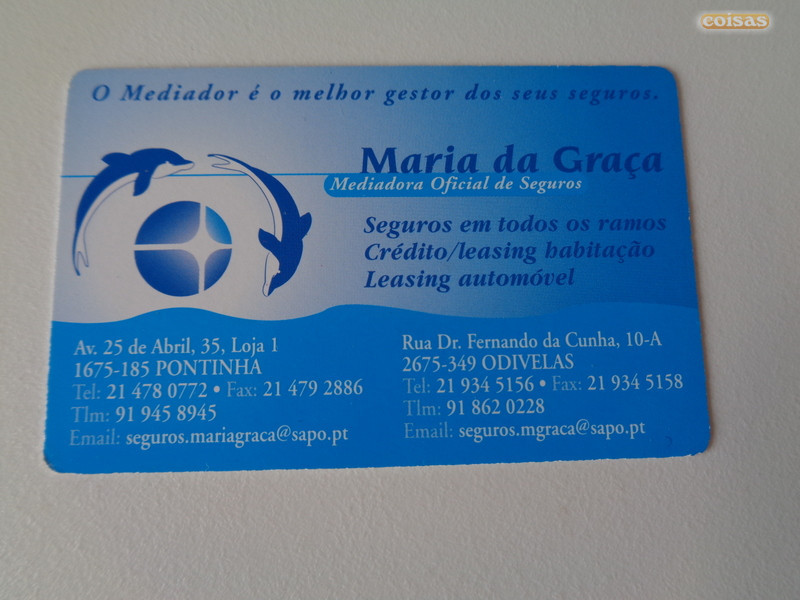 coisas
O Mediador é o melhor gestor dos seus seguros.
Maria da Graça
Mediadora Oficial de Seguros
Seguros em todos os ramos
Crédito/leasing habitação
Leasing automóvel
Av. 25 de Abril, 35, Loja 1
1675-185 PONTINHA
Tel: 21 478 0772 • Fax: 21 479 2886
Tlm: 91 945 8945
Email: seguros.mariagraca@sapo.pt
Rua Dr. Fernando da Cunha, 10-A
2675-349 ODIVELAS
Tel: 21 934 5156 • Fax: 21 934 5158
Tlm: 91 862 0228
Email: seguros.mgraca@sapo.pt